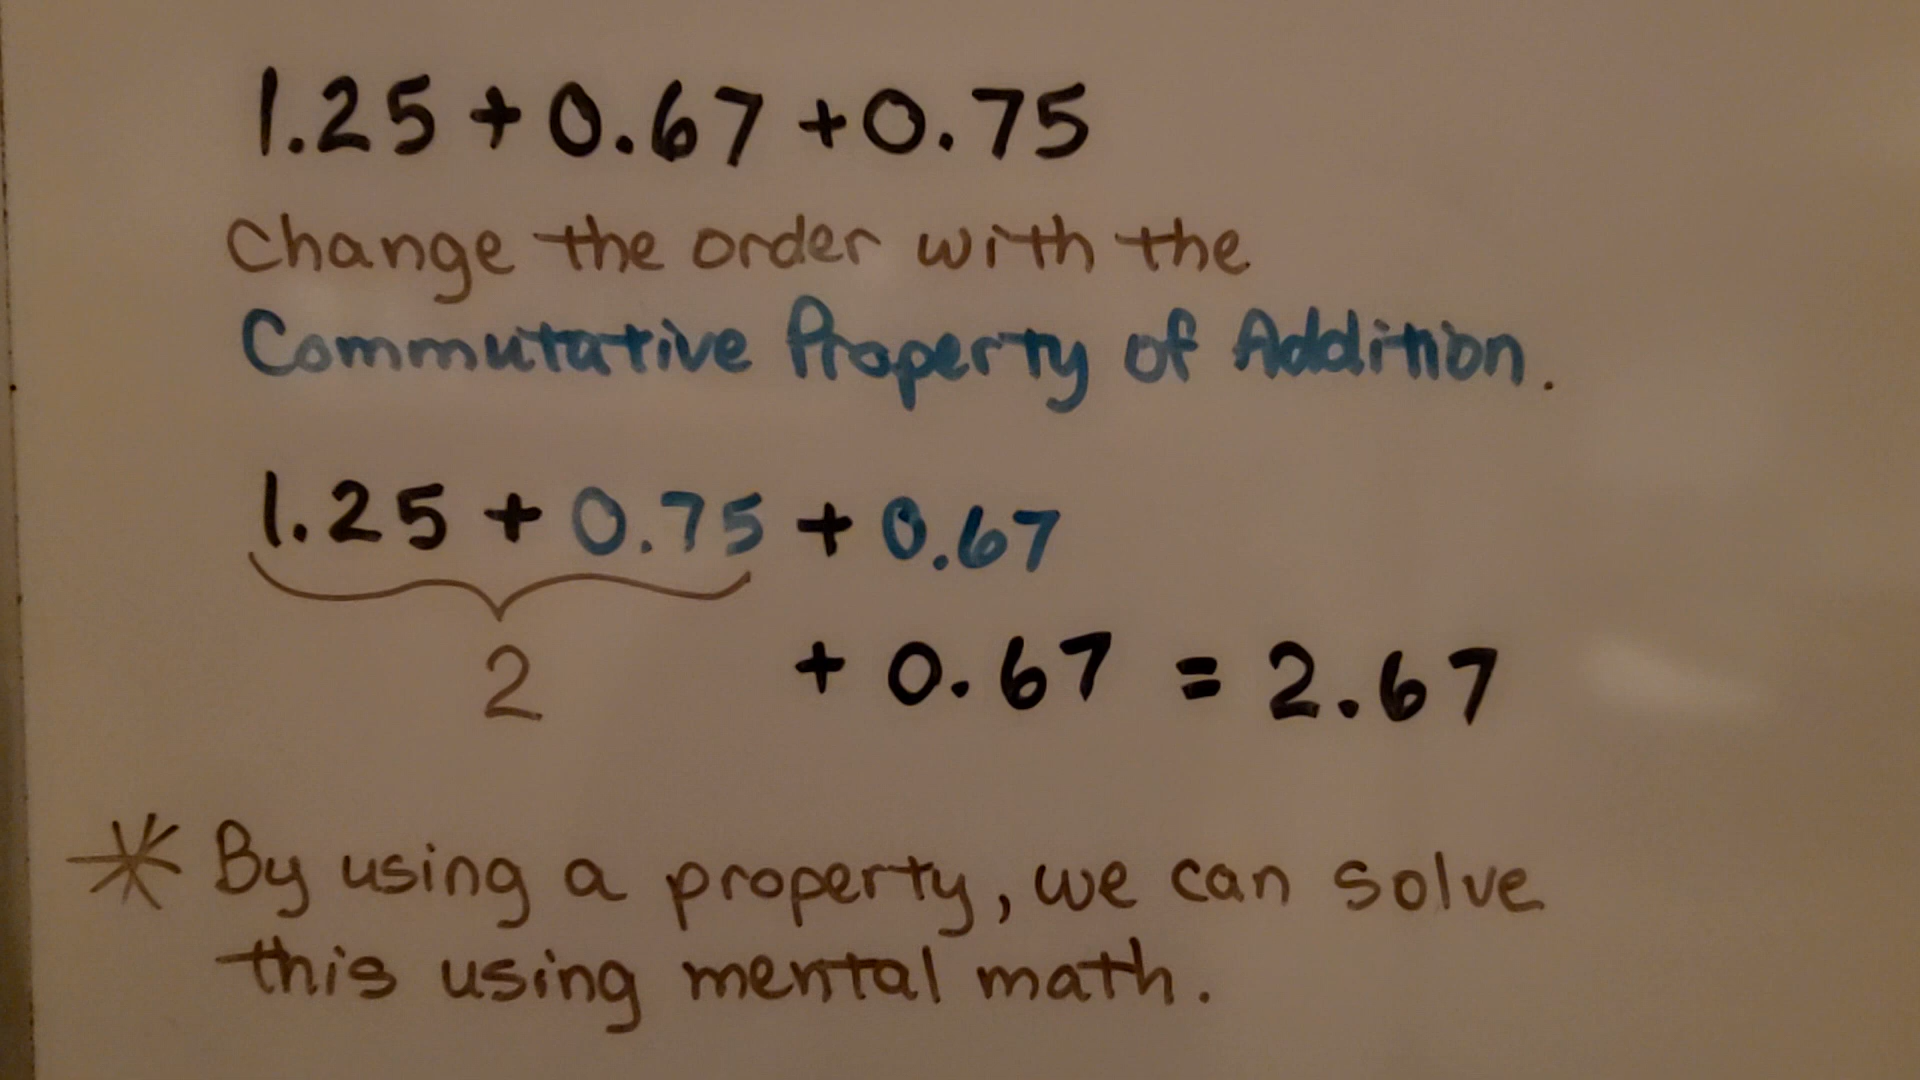 1.25 + 0.67 + 0.75
Change the order with the
Commutative Property of Addition.
1.25 + 0.75 + 0.67
2 + 0.67 = 2.67
* By using a property, we can solve
this using mental math.